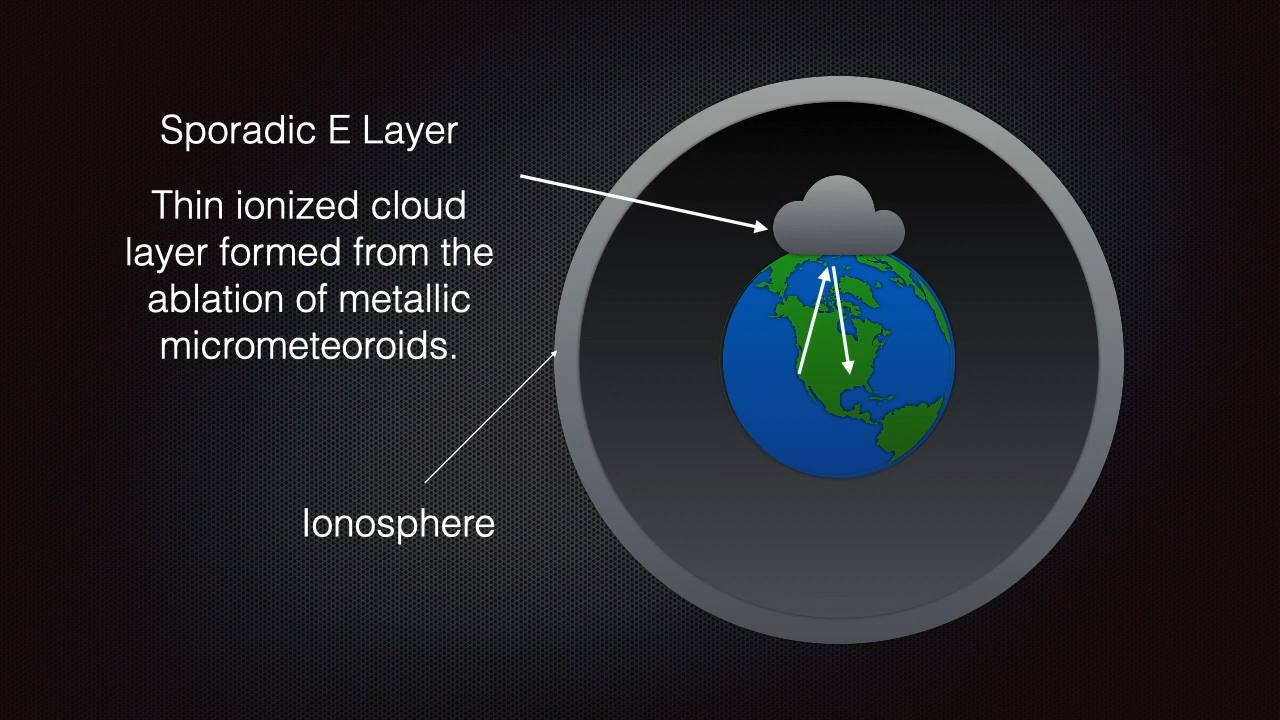 Sporadic E Layer
Thin ionized cloud
layer formed from the
ablation of metallic
micrometeoroids.
Ionosphere